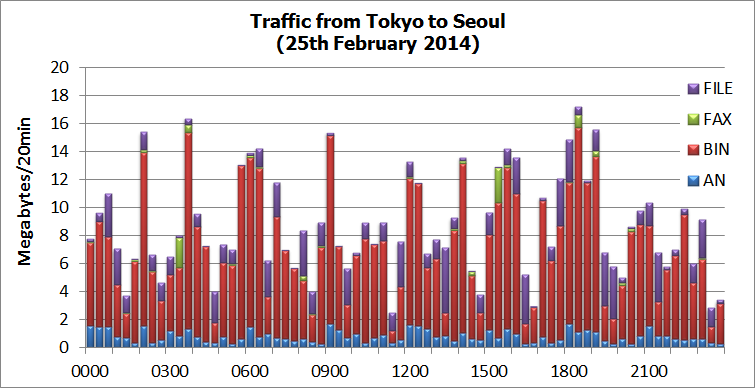 Traffic from Tokyo to Seoul
(25th February 2014)
Megabytes/20min
20
18
16
14
12
10
8
6
4
2
0
FILE
FAX
BIN
AN
0000 0300 0600 0900 1200 1500 1800 2100